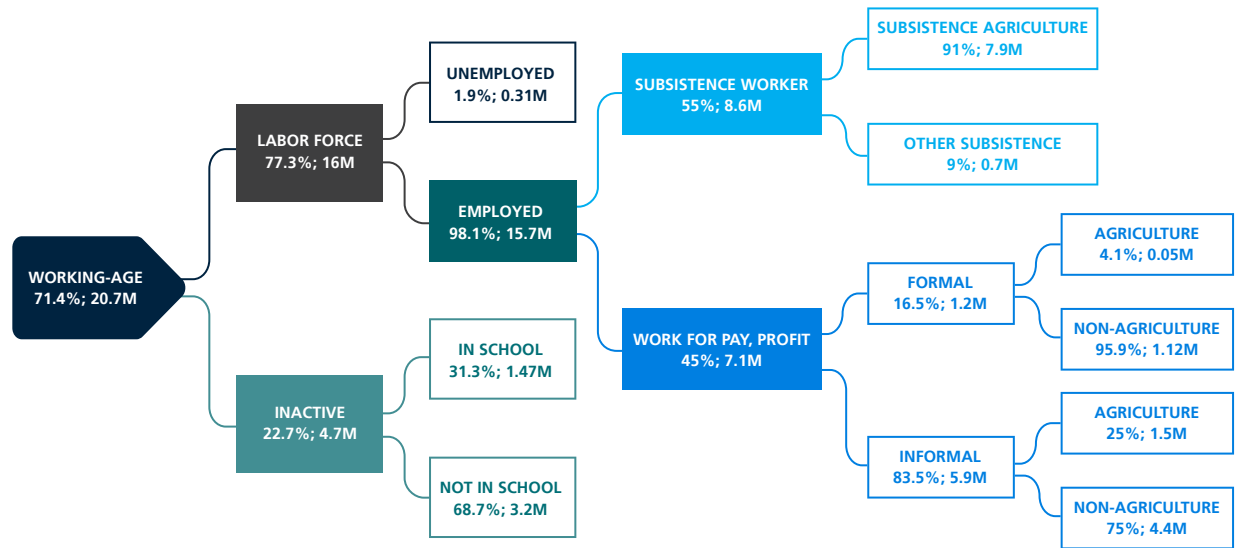 WORKING-AGE
71.4%; 20.7M
LABOR FORCE
77.3%; 16M
UNEMPLOYED
1.9%; 0.31M
EMPLOYED
98.1%; 15.7M
SUBSISTENCE WORKER
55%; 8.6M
SUBSISTENCE AGRICULTURE
91%; 7.9M
OTHER SUBSISTENCE
9%; 0.7M
WORK FOR PAY, PROFIT
45%; 7.1M
FORMAL
16.5%; 1.2M
AGRICULTURE
4.1%; 0.05M
NON-AGRICULTURE
95.9%; 1.12M
INFORMAL
83.5%; 5.9M
AGRICULTURE
25%; 1.5M
NON-AGRICULTURE
75%; 4.4M
INACTIVE
22.7%; 4.7M
IN SCHOOL
31.3%; 1.47M
NOT IN SCHOOL
68.7%; 3.2M